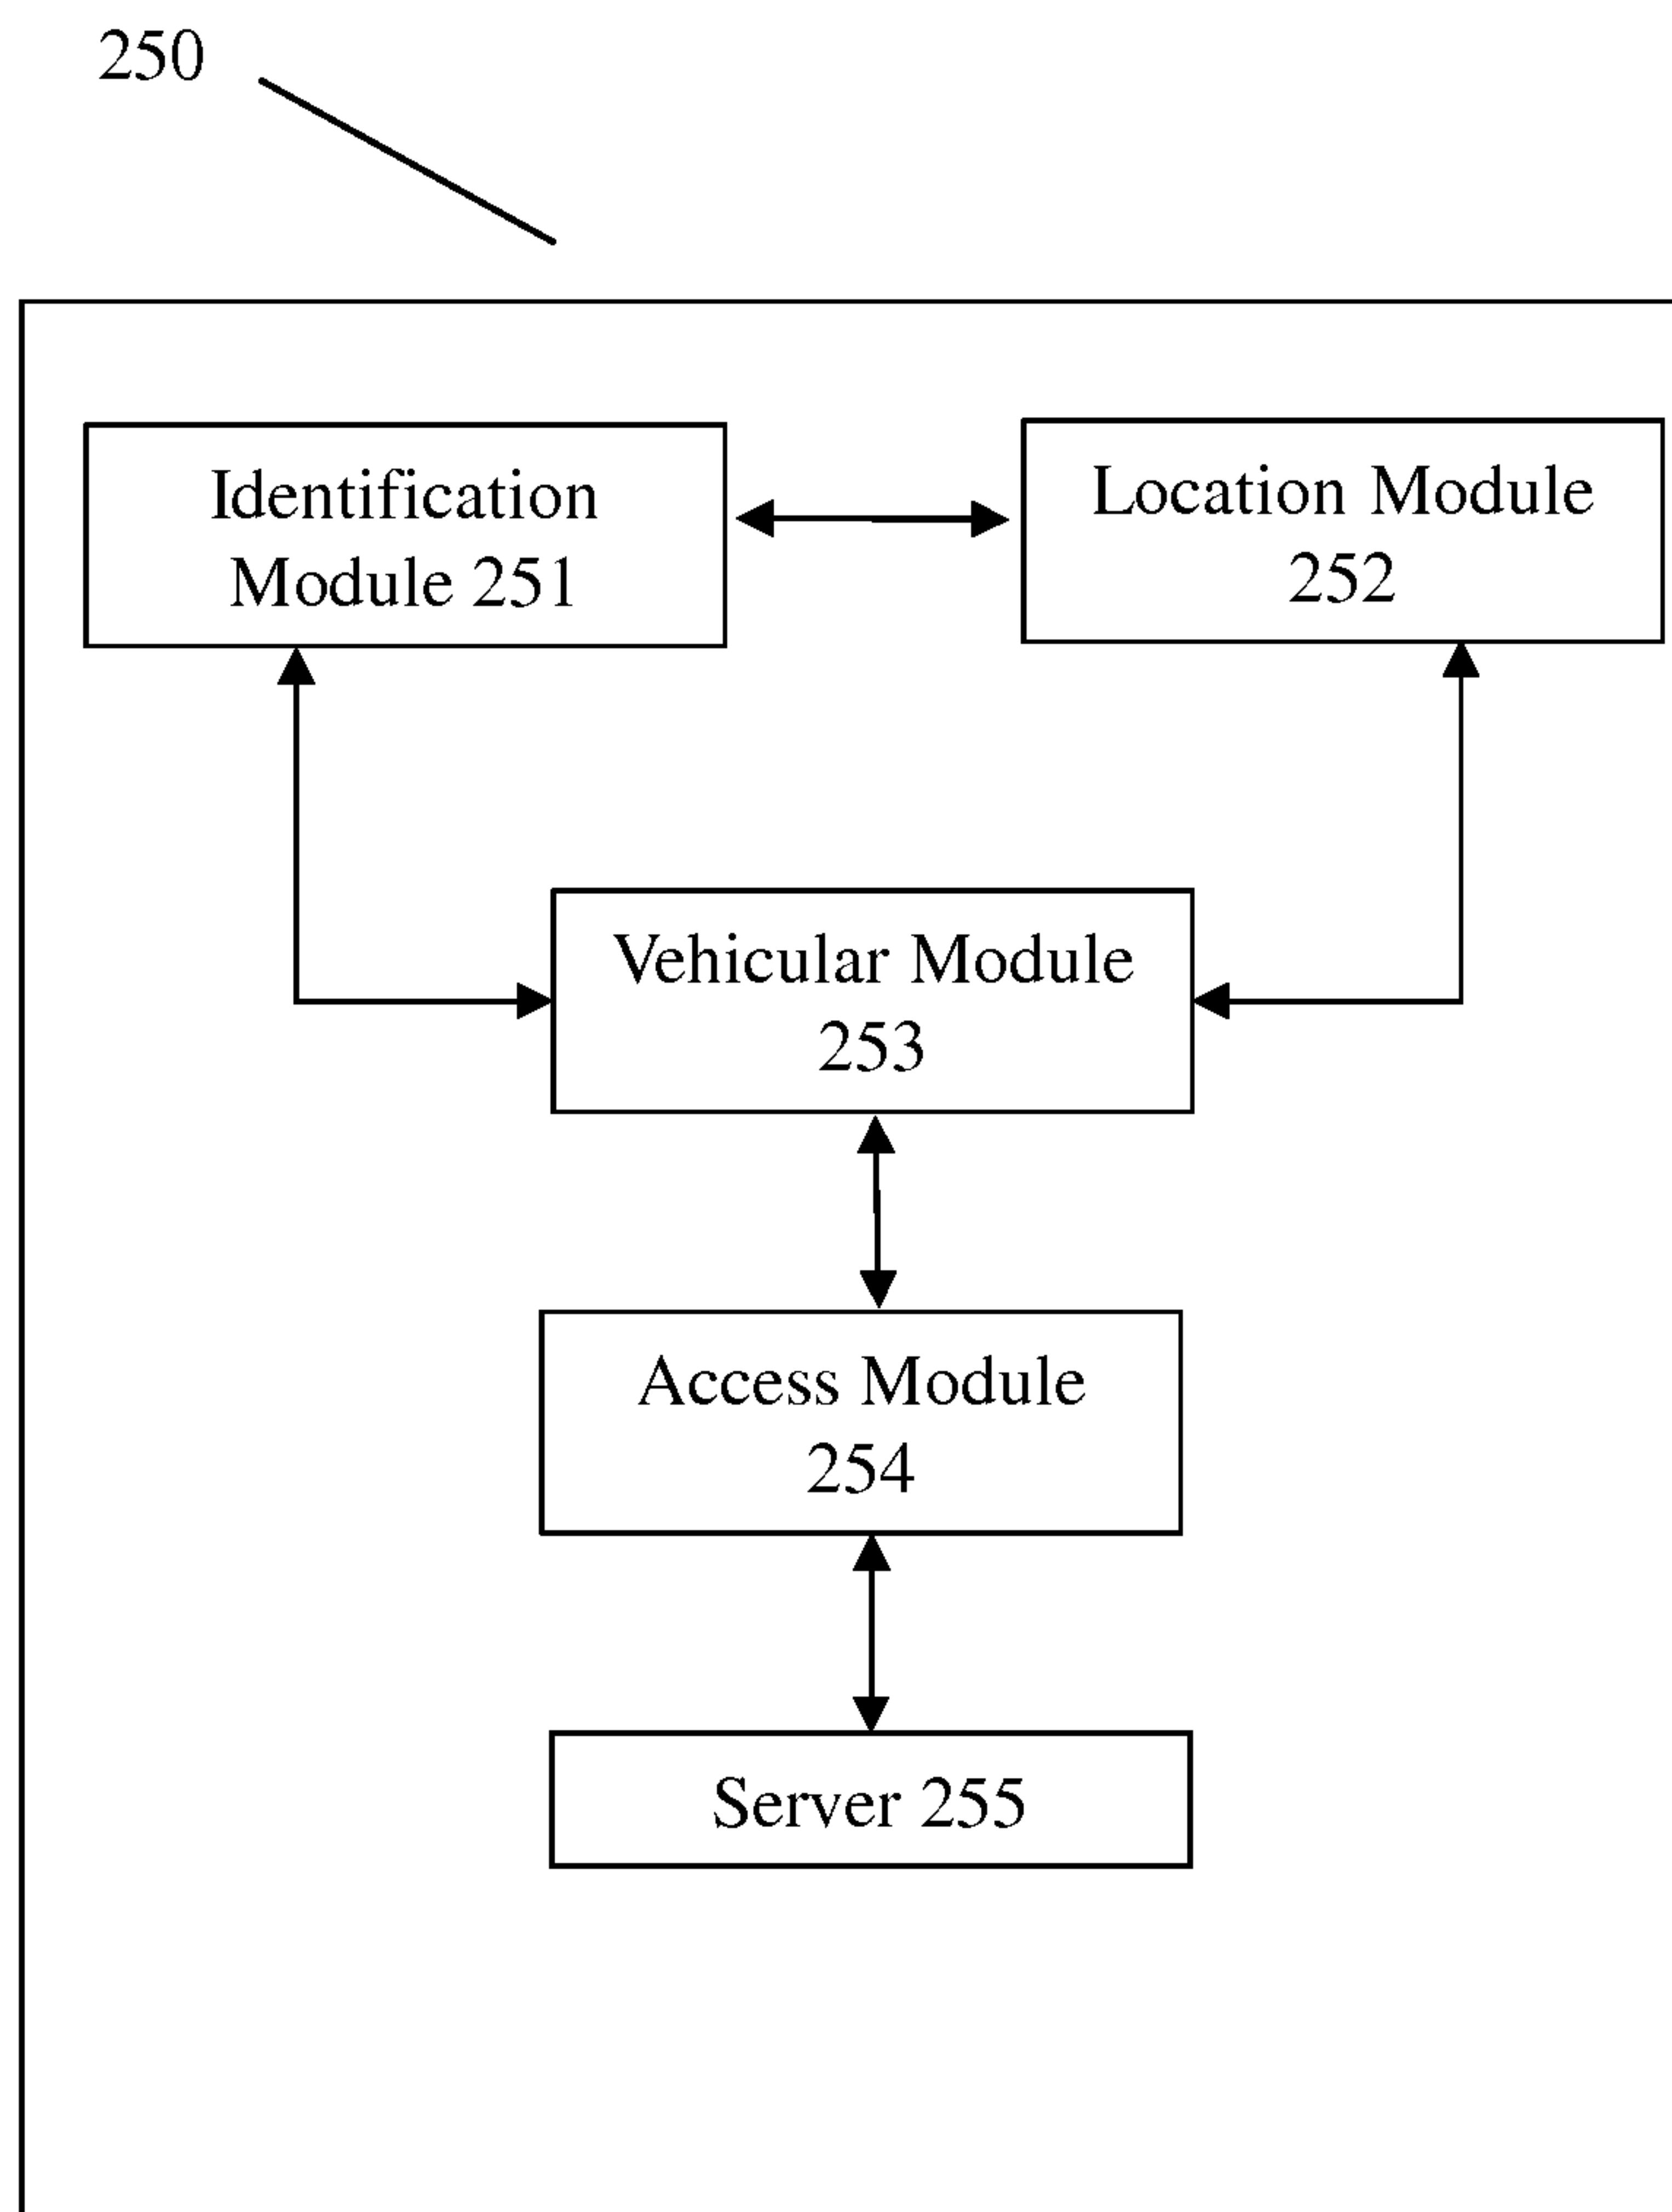 250
Identification
Module 251
Location Module
252
Vehicular Module
253
Access Module
254
Server 255